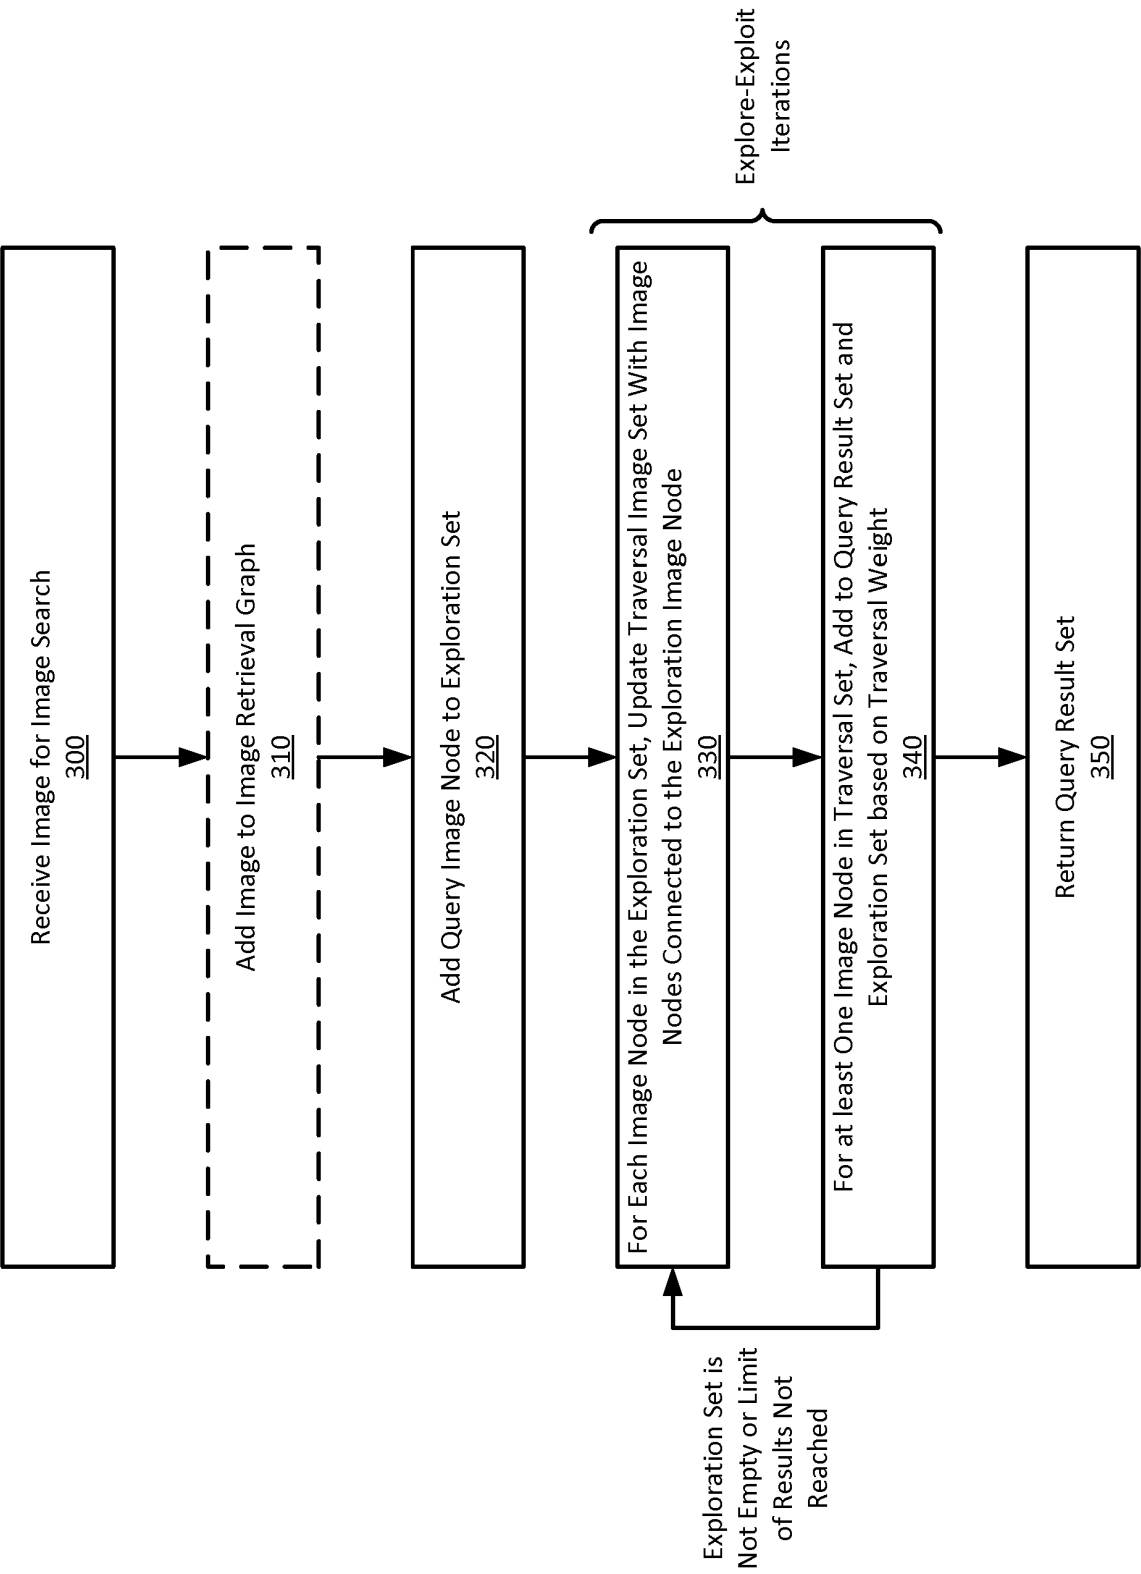 Receive Image for Image Search
300
Add Image to Image Retrieval Graph
310
Add Query Image Node to Exploration Set
320
For Each Image Node in the Exploration Set, Update Traversal Image Set With Image
Nodes Connected to the Exploration Image Node
330
For at least One Image Node in Traversal Set, Add to Query Result Set and
Exploration Set based on Traversal Weight
340
Return Query Result Set
350
Exploration Set is
Not Empty or Limit
of Results Not
Reached
Explore-Exploit
Iterations